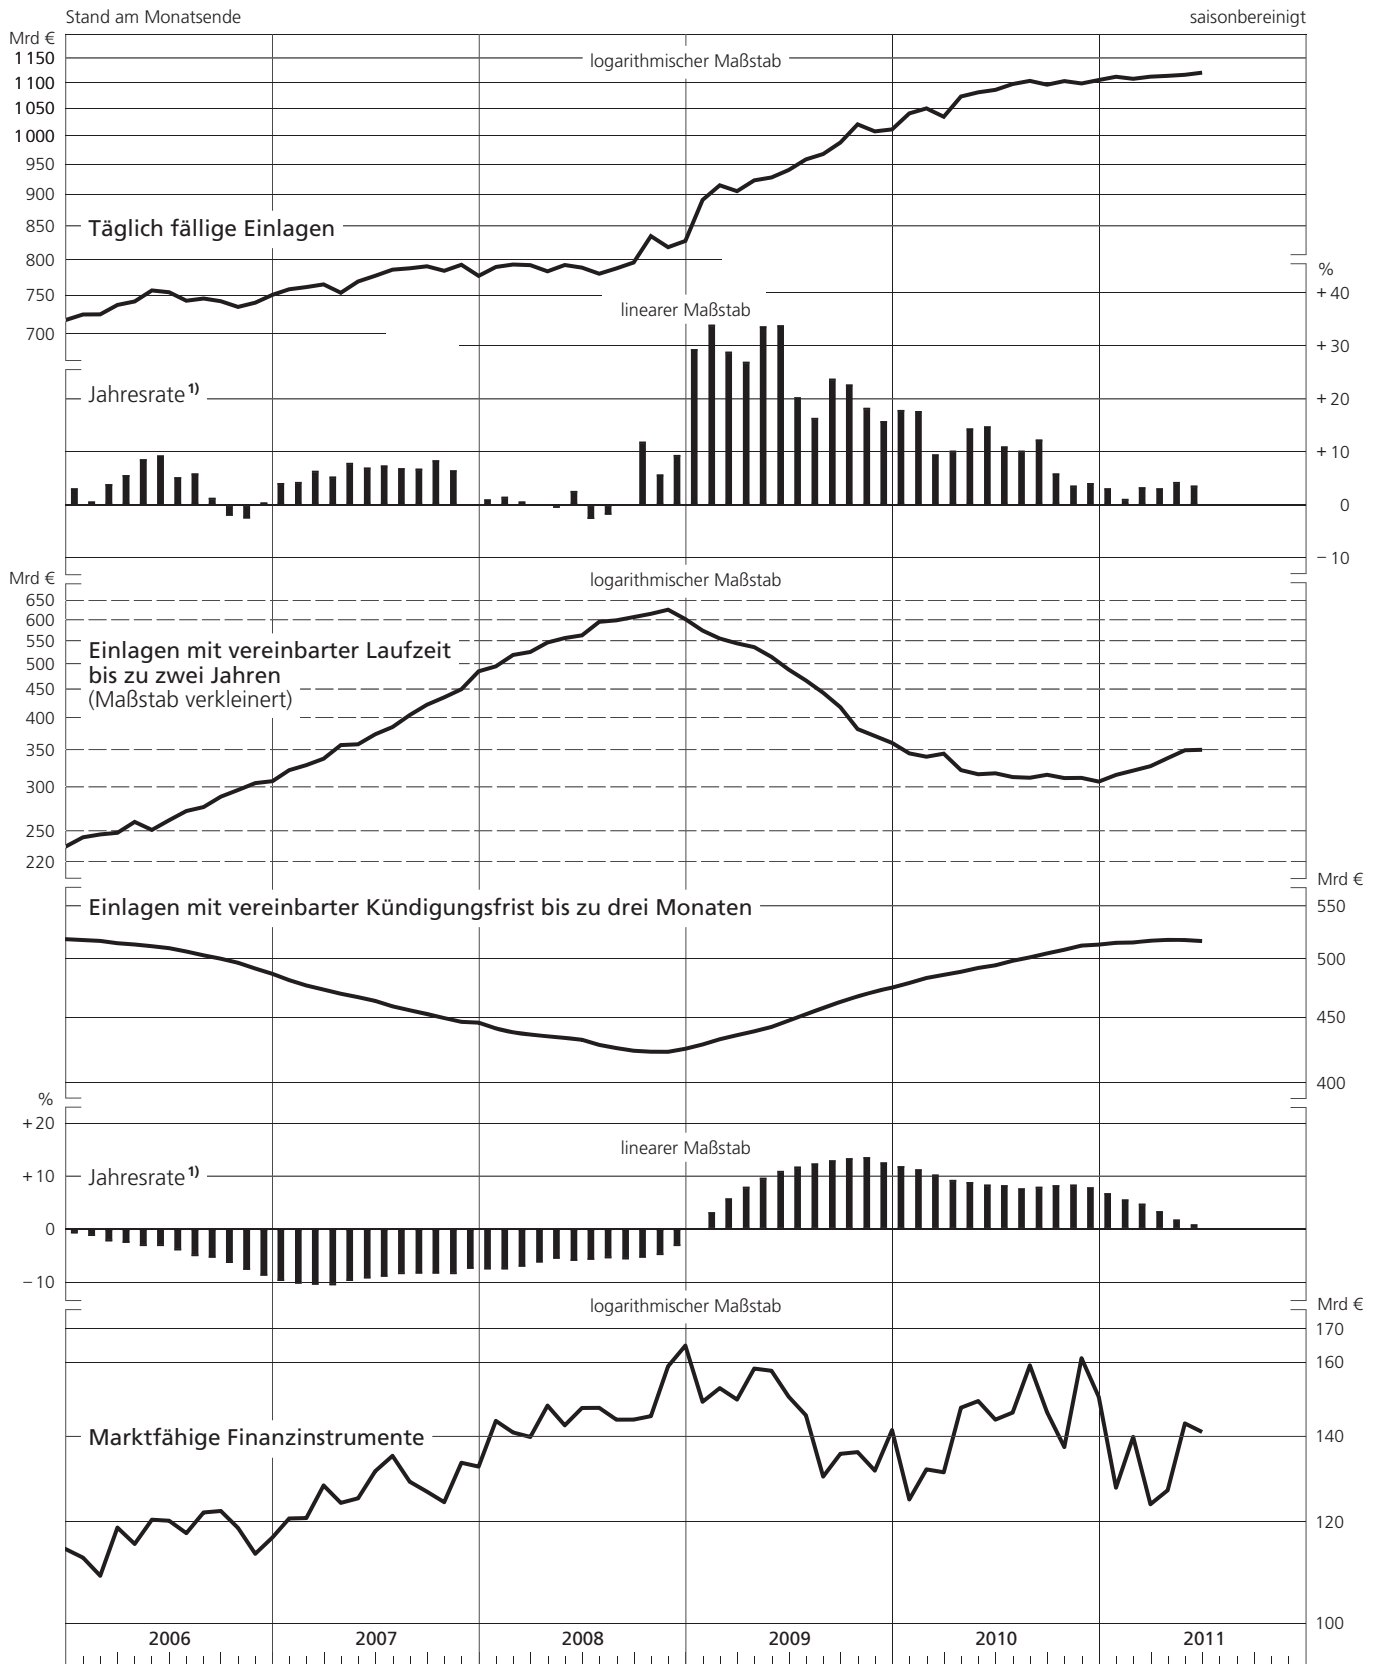 Stand am Monatsende
saisonbereinigt
Mrd €
1 150
logarithmischer Maßstab
1 100
1 050
1 000
950
900
850
Täglich fällige Einlagen
800
%
750
+ 40
linearer Maßstab
700
+ 30
Jahresrate 1)
+ 20
+ 10
0
– 10
Mrd €
logarithmischer Maßstab
650
600
550
Einlagen mit vereinbarter Laufzeit
bis zu zwei Jahren
(Maßstab verkleinert)
500
450
400
350
300
250
220
Mrd €
Einlagen mit vereinbarter Kündigungsfrist bis zu drei Monaten
550
500
450
400
%
+ 20
linearer Maßstab
+ 10
Jahresrate 1)
0
– 10
logarithmischer Maßstab
Mrd €
170
160
Marktfähige Finanzinstrumente
140
120
100
2006 2007 2008 2009 2010 2011